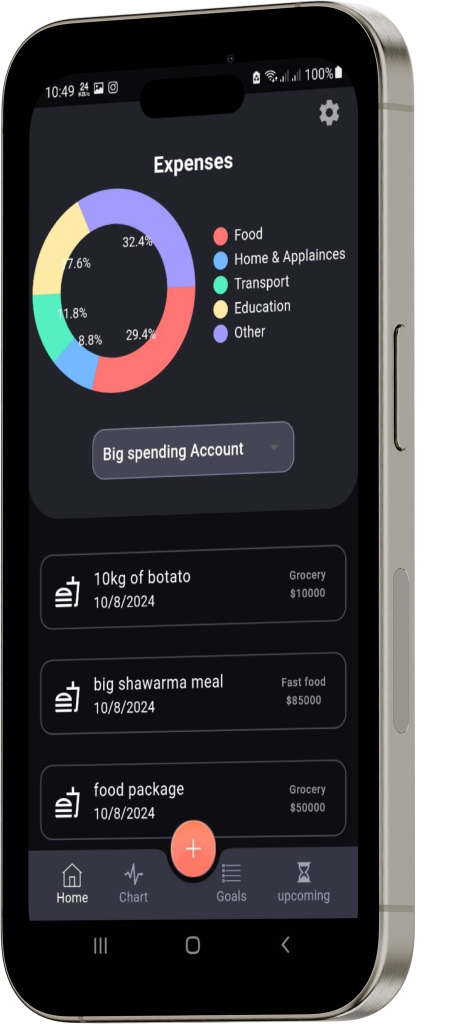 10:49 24 KB/s 100%
Expenses
32.4%
7.6%
11.8%
8.8%
29.4%
Food
Home & Applainces
Transport
Education
Other
Big spending Account
10kg of botato
10/8/2024
Grocery
$10000
big shawarma meal
10/8/2024
Fast food
$85000
food package
10/8/2024
Grocery
$50000
+
Home
Chart
Goals
upcoming